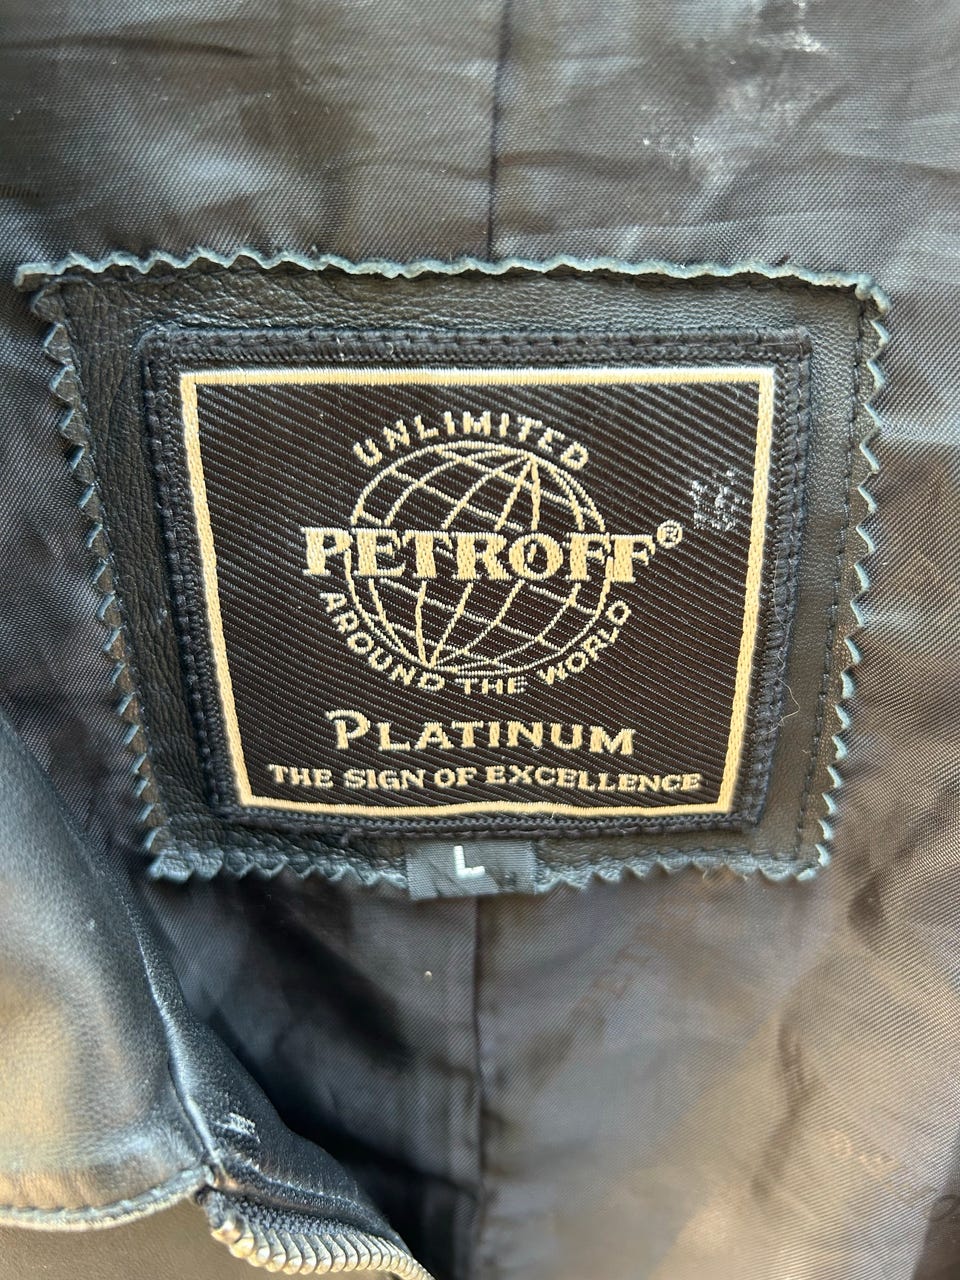 UNLIMITED
PETROFF®
AROUND THE WORLD
PLATINUM
THE SIGN OF EXCELLENCE
L